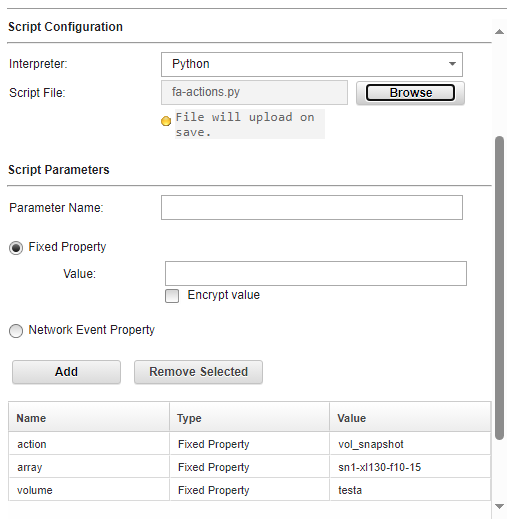 Script Configuration
Interpreter: Python
Script File: fa-actions.py Browse
File will upload on
save.
Script Parameters
Parameter Name:
Fixed Property
Value:
Encrypt value
Network Event Property
Add Remove Selected
Name Type Value
action Fixed Property vol_snapshot
array Fixed Property sn1-xl130-f10-15
volume Fixed Property testa